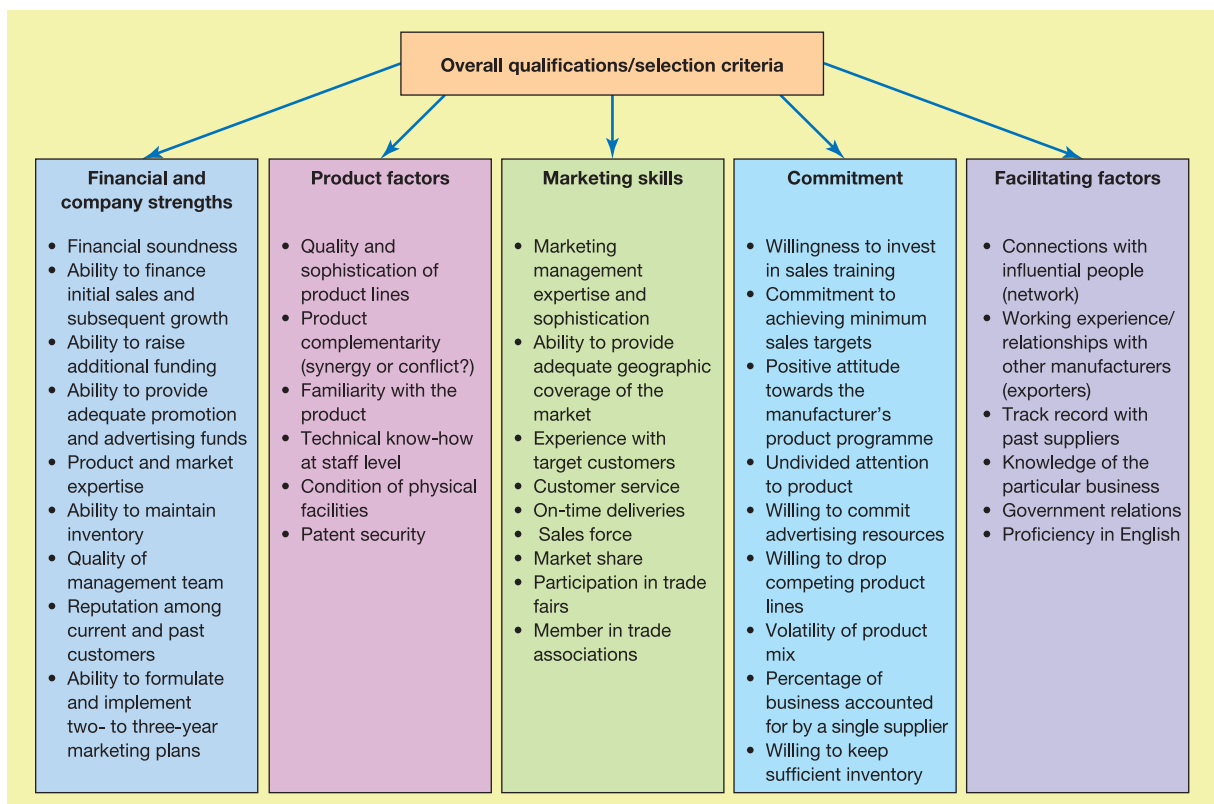 Overall qualifications/selection criteria
Financial and
company strengths
• Financial soundness
• Ability to finance
initial sales and
subsequent growth
• Ability to raise
additional funding
• Ability to provide
adequate promotion
and advertising funds
• Product and market
expertise
• Ability to maintain
inventory
• Quality of
management team
• Reputation among
current and past
customers
• Ability to formulate
and implement
two- to three-year
marketing plans
Product factors
• Quality and
sophistication of
product lines
• Product
complementarity
(synergy or conflict?)
• Familiarity with the
product
• Technical know-how
at staff level
• Condition of physical
facilities
• Patent security
Marketing skills
• Marketing
management
expertise and
sophistication
• Ability to provide
adequate geographic
coverage of the
market
• Experience with
target customers
• Customer service
• On-time deliveries
• Sales force
• Market share
• Participation in trade
fairs
• Member in trade
associations
Commitment
• Willingness to invest
in sales training
• Commitment to
achieving minimum
sales targets
• Positive attitude
towards the
manufacturer's
product programme
• Undivided attention
to product
• Willing to commit
advertising resources
• Willing to drop
competing product
lines
• Volatility of product
mix
• Percentage of
business accounted
for by a single supplier
• Willing to keep
sufficient inventory
Facilitating factors
• Connections with
influential people
(network)
• Working experience/
relationships with
other manufacturers
(exporters)
• Track record with
past suppliers
• Knowledge of the
particular business
• Government relations
• Proficiency in English